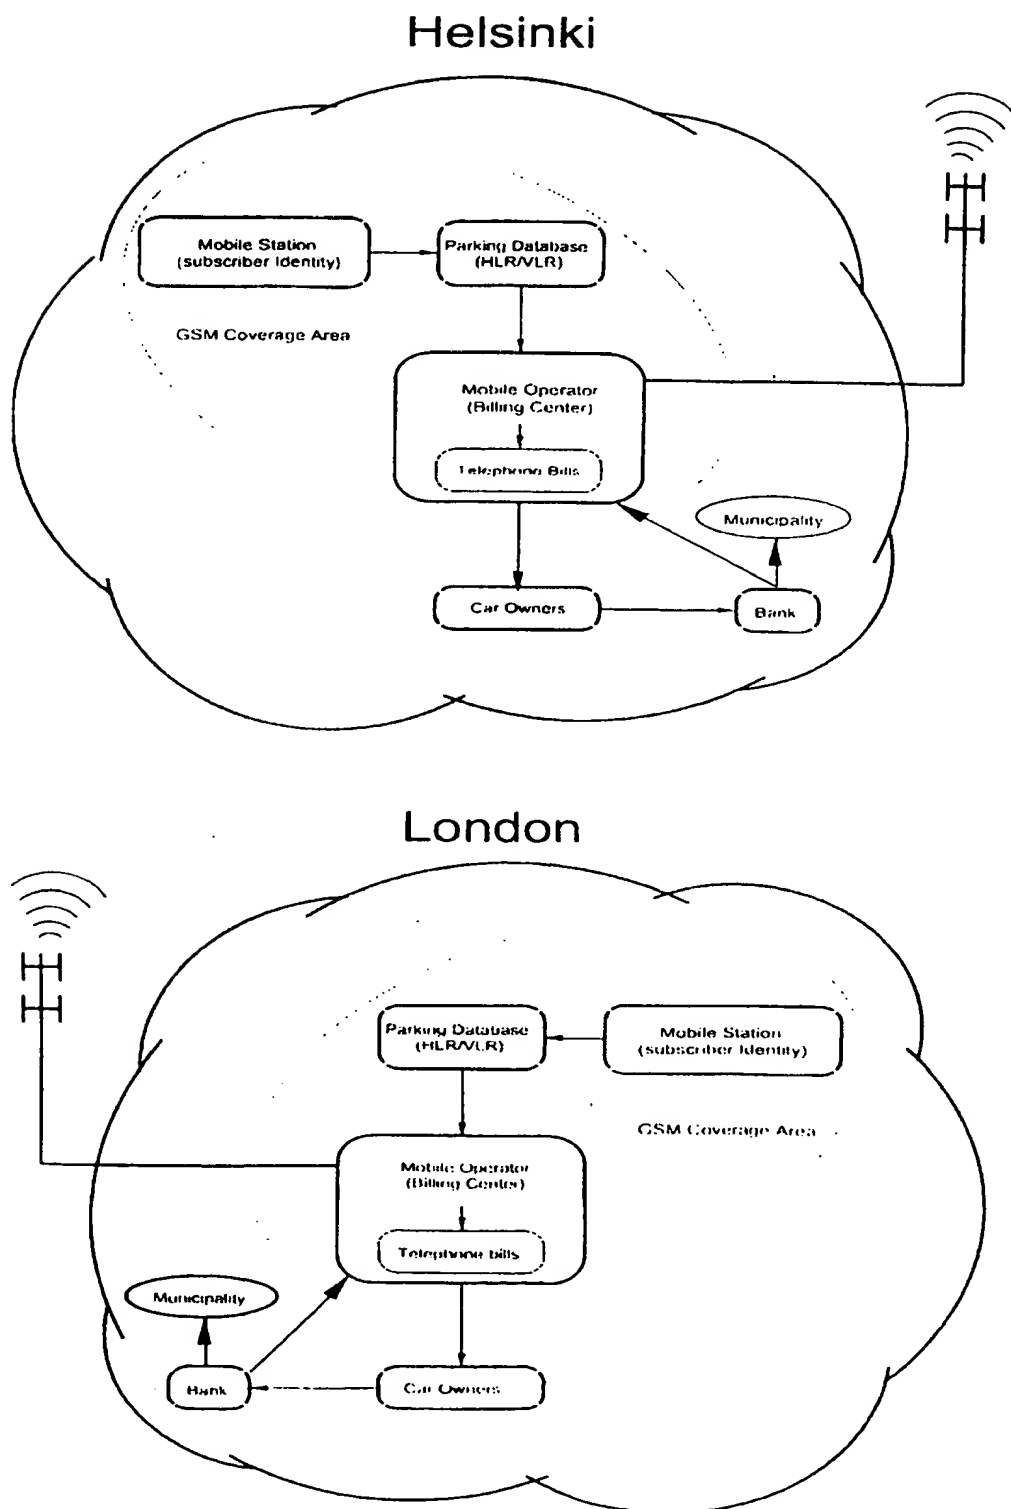 Helsinki
Mobile Station
(subscriber Identity)
Parking Database
(HLR/VLR)
GSM Coverage Area
Mobile Operator
(Billing Center)
Telephone Bills
Municipality
Car Owners
Bank
London
Parking Database
(HLR/VLR)
Mobile Station
(subscriber Identity)
GSM Coverage Area
Mobile Operator
(Billing Center)
Telephone bills
Municipality
Bank
Car Owners